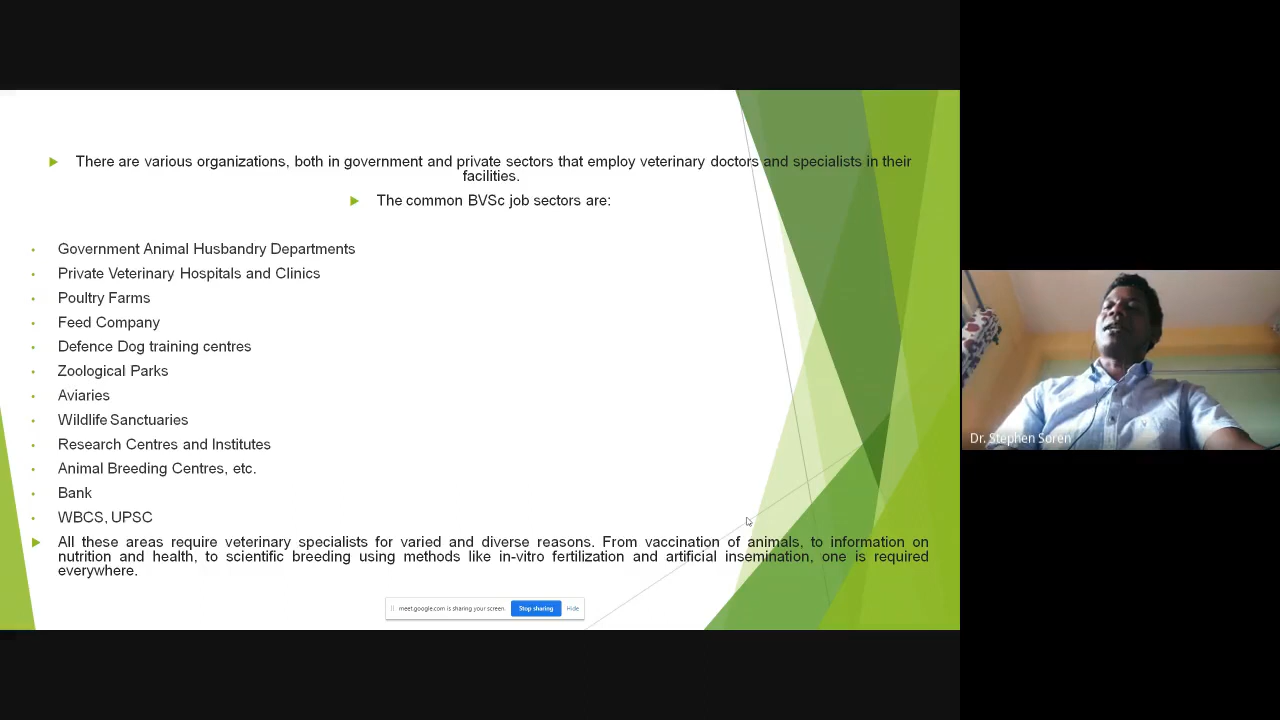 There are various organizations, both in government and private sectors that employ veterinary doctors and specialists in their
facilities.
The common BVSc job sectors are:
Government Animal Husbandry Departments
Private Veterinary Hospitals and Clinics
Poultry Farms
Feed Company
Defence Dog training centres
Zoological Parks
Aviaries
Wildlife Sanctuaries
Research Centres and Institutes
Animal Breeding Centres, etc.
Bank
WBCS, UPSC
All these areas require veterinary specialists for varied and diverse reasons. From vaccination of animals, to information on
nutrition and health, to scientific breeding using methods like in-vitro fertilization and artificial insemination, one is required
everywhere.
meet.google.com is sharing your screen. Stop sharing Hide
Dr. Stephen Soren